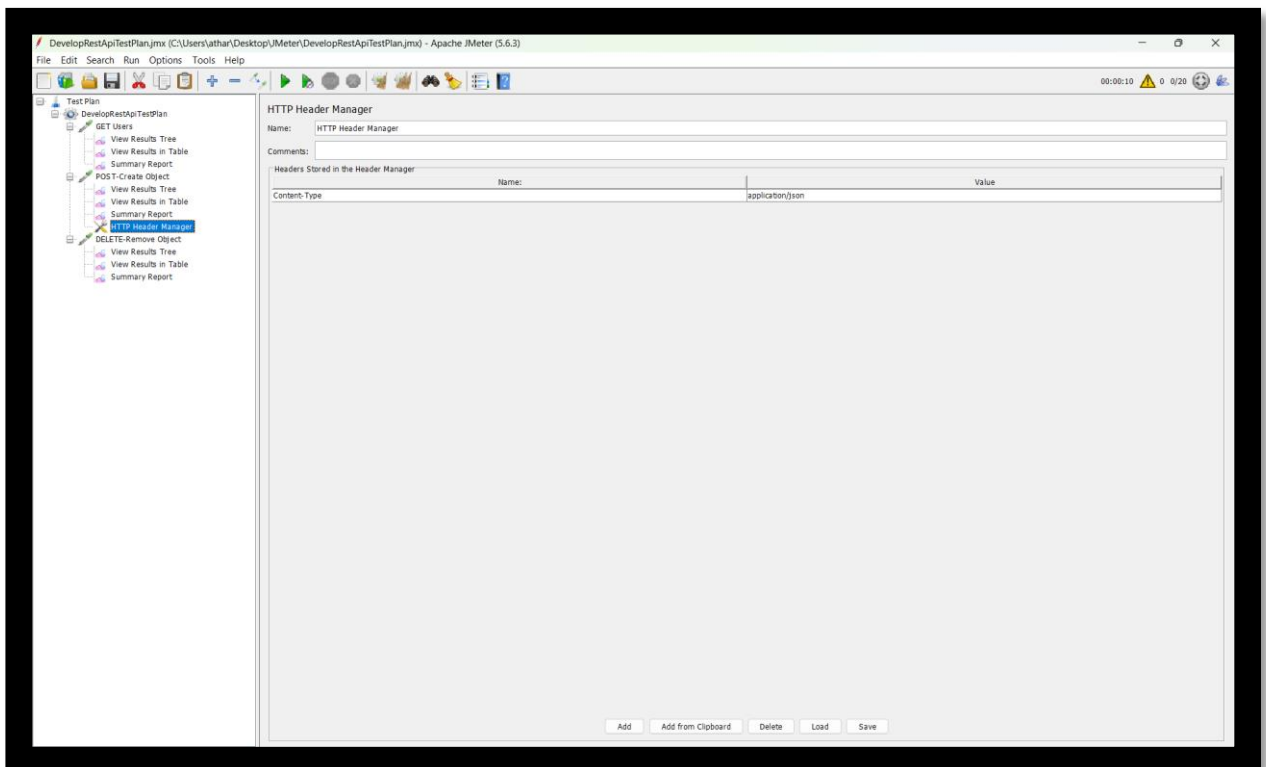 DevelopRestApiTestPlan.jmx (C:\Users\athar\Desktop\JMeter\DevelopRestApiTestPlan.jmx) - Apache JMeter (5.6.3)
File Edit Search Run Options Tools Help
00:00:10 0 0/20
Test Plan
DevelopRestApiTestPlan
GET Users
View Results Tree
View Results in Table
Summary Report
POST-Create Object
View Results Tree
View Results in Table
Summary Report
HTTP Header Manager
DELETE-Remove Object
View Results Tree
View Results in Table
Summary Report
HTTP Header Manager
Name: HTTP Header Manager
Comments:
Headers Stored in the Header Manager
Name: Value
Content-Type application/json
Add Add from Clipboard Delete Load Save